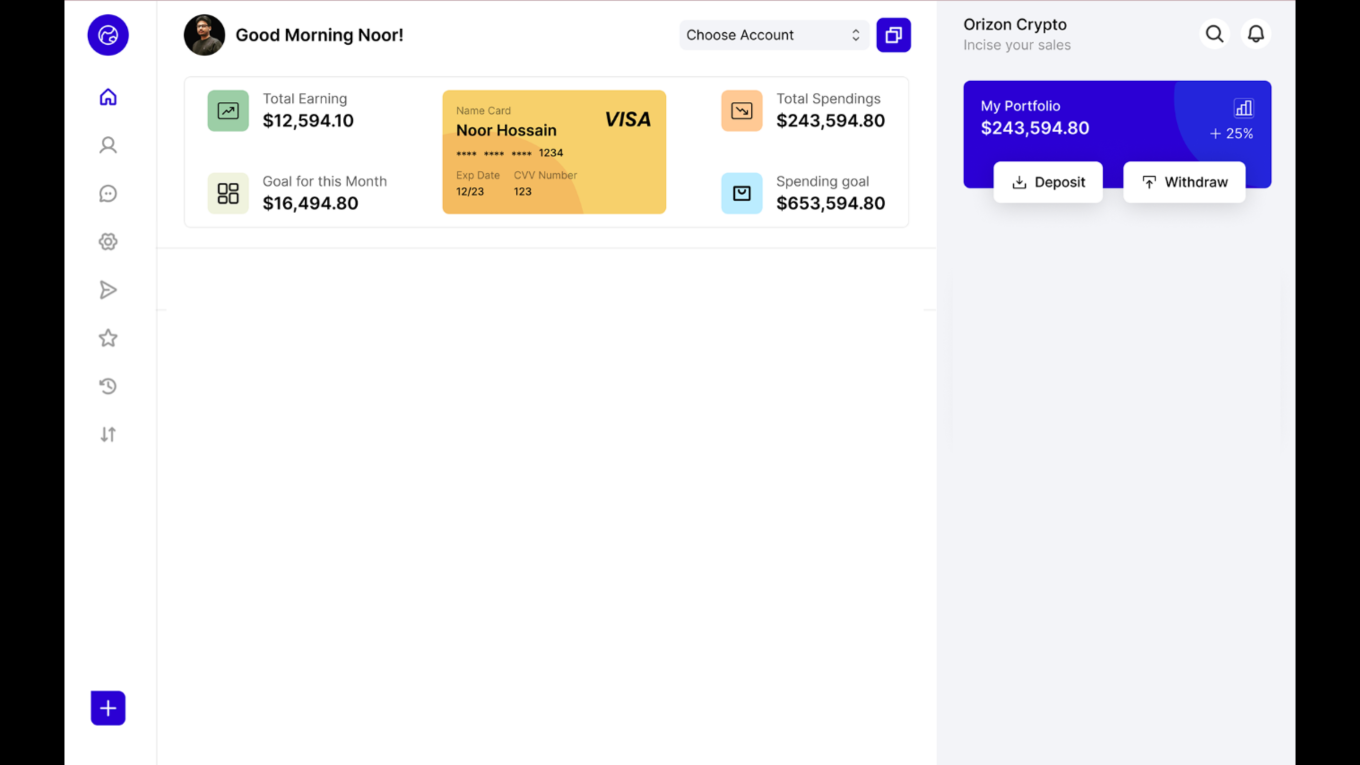 Good Morning Noor!
Choose Account
Total Earning
$12,594.10
Goal for this Month
$16,494.80
Name Card
Noor Hossain
VISA
**** **** **** 1234
Exp Date CVV Number
12/23 123
Total Spendings
$243,594.80
Spending goal
$653,594.80
Orizon Crypto
Incise your sales
My Portfolio
$243,594.80
+ 25%
Deposit
Withdraw